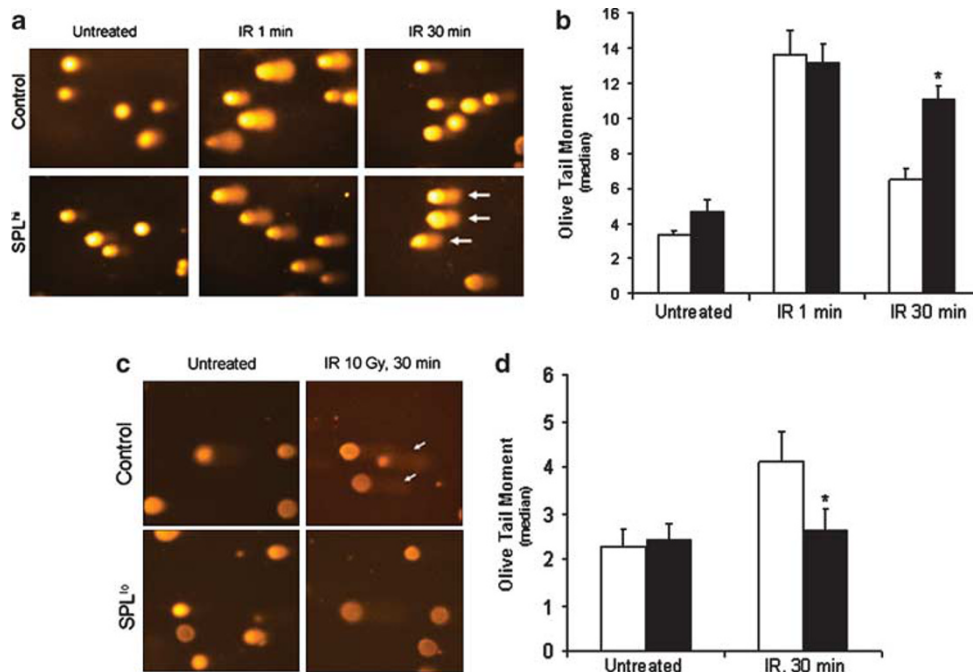 a
Untreated
IR 1 min
IR 30 min
Control
SPLhi
b
Olive Tail Moment
(median)
16
14
12
10
8
6
4
2
0
*
Untreated
IR 1 min
IR 30 min
c
Untreated
IR 10 Gy, 30 min
Control
SPLlo
d
Olive Tail Moment
(median)
6
5
4
3
2
1
0
*
Untreated
IR, 30 min